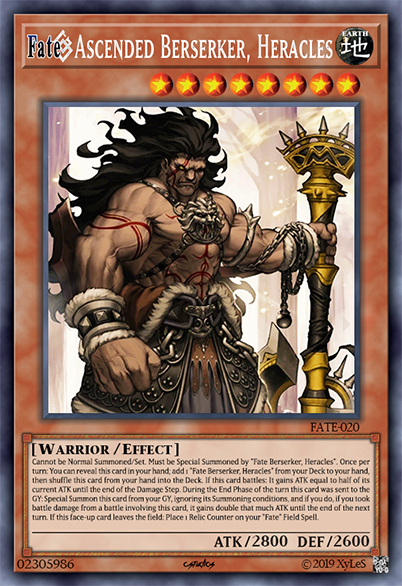 Fate/ Ascended Berserker, Heracles
EARTH
地
FATE-020
[Warrior /Effect]
Cannot be Normal Summoned/Set. Must be Special Summoned by "Fate Berserker, Heracles". Once per
turn: You can reveal this card in your hand, add 1 "Fate Berserker, Heracles" from your Deck to your hand,
then shuffle this card from your hand into the Deck. If this card battles: It gains ATK equal to half of its
current ATK until the end of the Damage Step. During the End Phase of the turn this card was sent to the
GY: Special Summon this card from your GY, ignoring its Summoning conditions, and if you do, if you took
battle damage from a battle involving this card, it gains double that much ATK until the end of the next
turn. If this face-up card leaves the field: Place 1 Relic Counter on your "Fate" Field Spell.
ATK/2800 DEF/2600
02305986
©2019 XyLeS